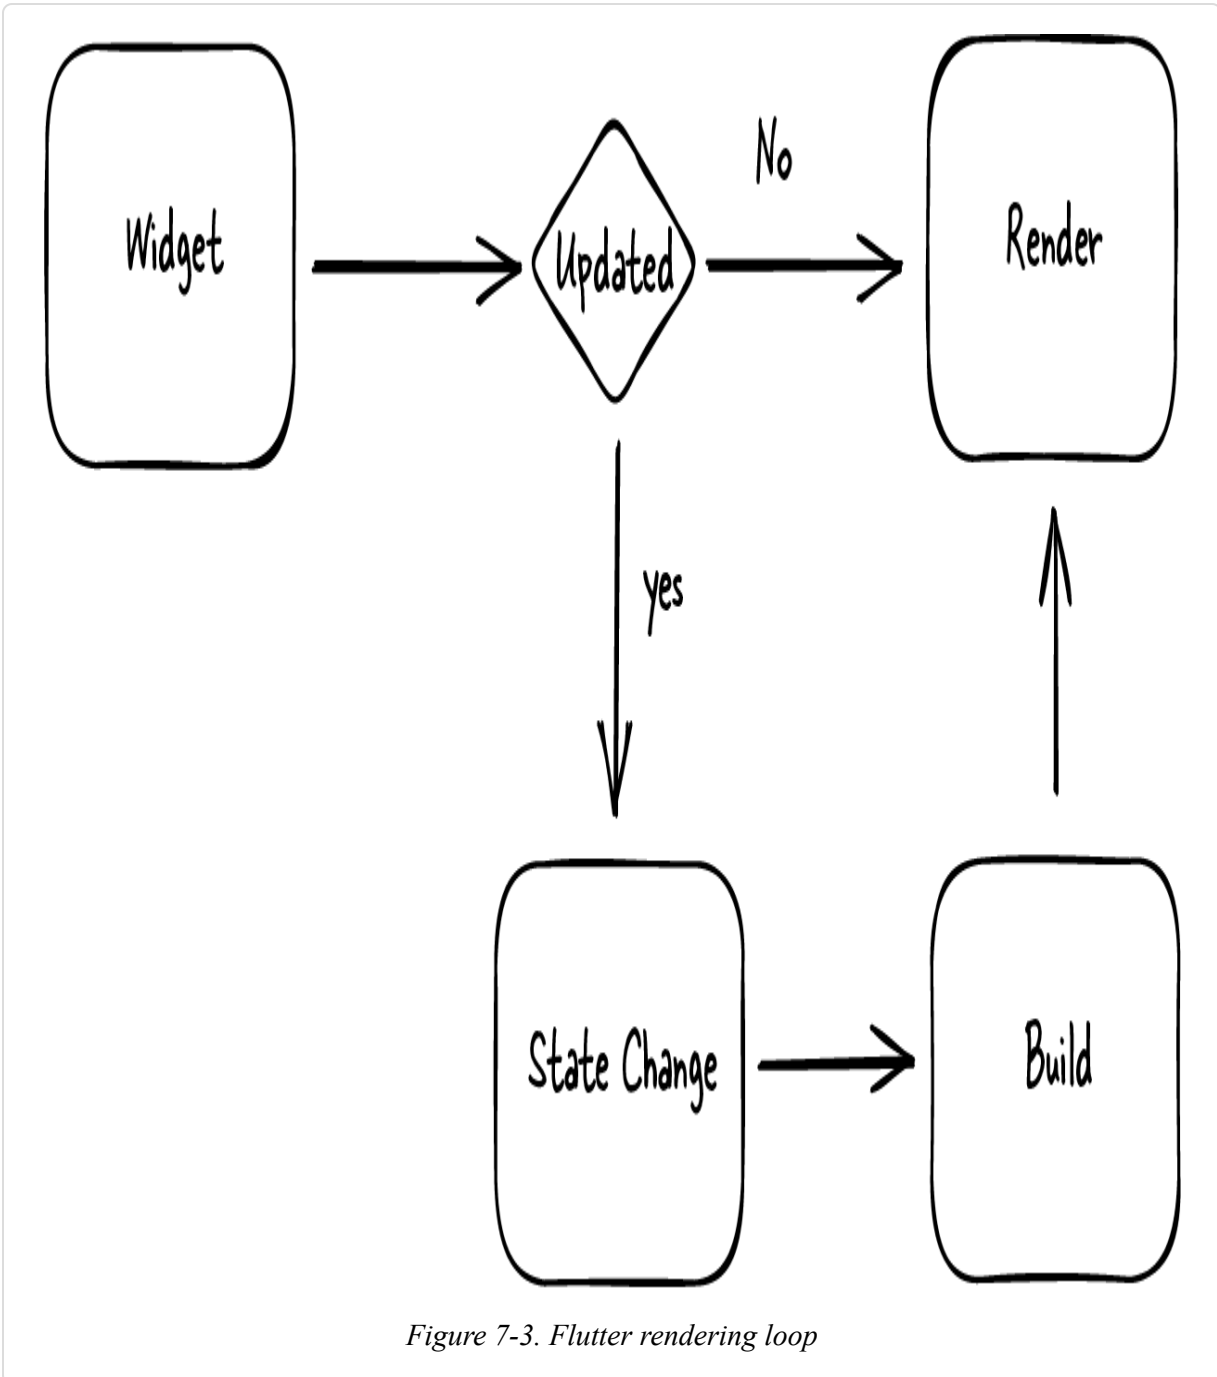 Widget
Updated
No
Render
yes
State Change
Build
Figure 7-3. Flutter rendering loop